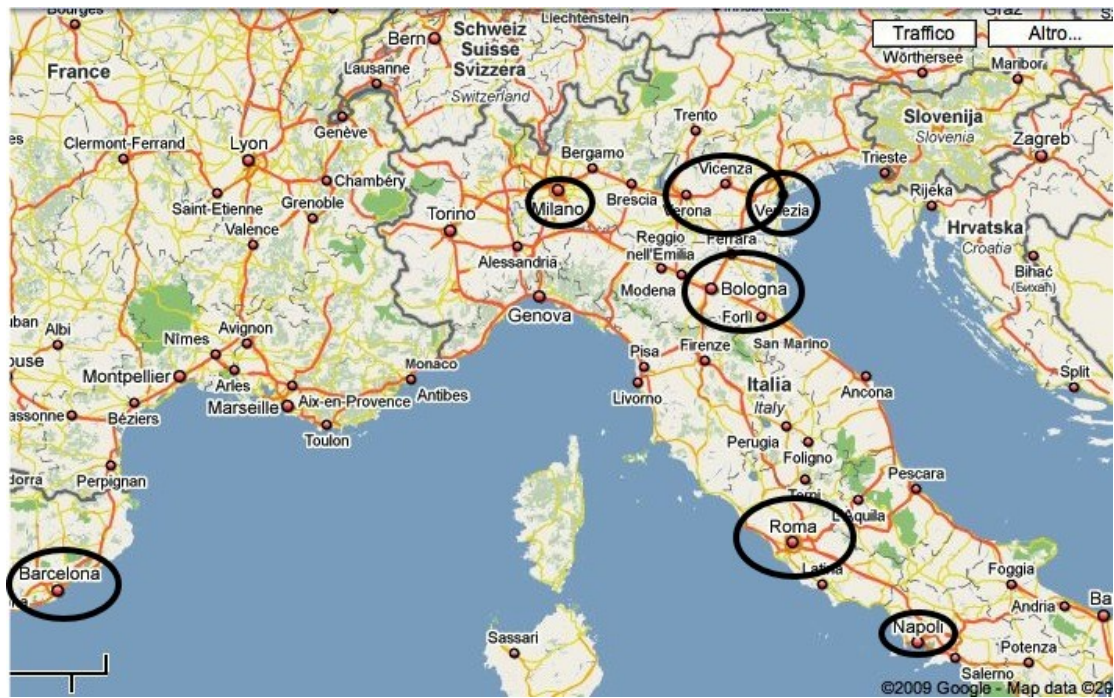 Bourges
Liechtenstein
Graz
Traffico
Altro...
Bern
Schweiz
Suisse
Svizzera
Switzerland
Lausanne
Wörthersee
Maribor
France
Genève
Trento
Slovenija
Slovenia
Zagreb
Clermont-Ferrand
Lyon
Chambéry
Bergamo
Vicenza
Trieste
Saint-Etienne
Grenoble
Milano
Brescia
Verona
Venezia
Rijeka
Valence
Torino
Alessandria
Reggio
nell'Emilia
Ferrara
Hrvatska
Croatia
Bihać
(Бихаћ)
Modena
Bologna
Genova
Forlì
Albi
Nîmes
Avignon
Monaco
Pisa
Firenze
San Marino
Montpellier
Arles
Aix-en-Provence
Antibes
Livorno
Italia
Italy
Ancona
Split
Béziers
Marseille
Toulon
Perugia
Foligno
Perpignan
Terni
Pescara
L'Aquila
Roma
Barcelona
Latina
Foggia
Andria
Ba
Napoli
Sassari
Salerno
Potenza
©2009 Google - Map data ©20